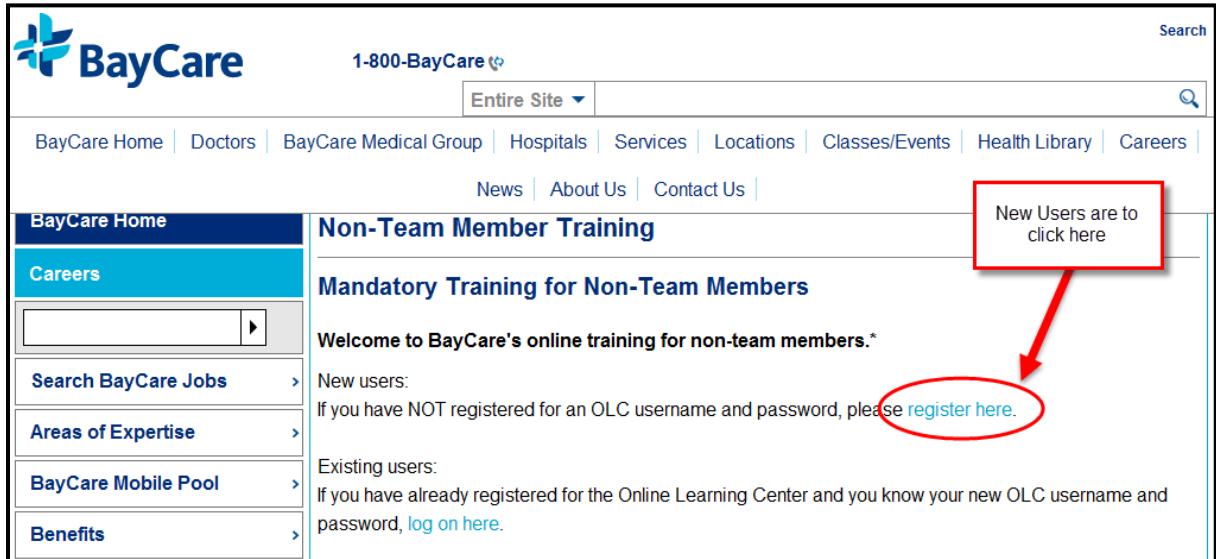 Search
BayCare
1-800-BayCare
Entire Site
BayCare Home Doctors BayCare Medical Group Hospitals Services Locations Classes/Events Health Library Careers
News About Us Contact Us
BayCare Home
Careers
Search BayCare Jobs
Areas of Expertise
BayCare Mobile Pool
Benefits
Non-Team Member Training
New Users are to
click here
Mandatory Training for Non-Team Members
Welcome to BayCare's online training for non-team members.*
New users:
If you have NOT registered for an OLC username and password, please register here.
Existing users:
If you have already registered for the Online Learning Center and you know your new OLC username and
password, log on here.